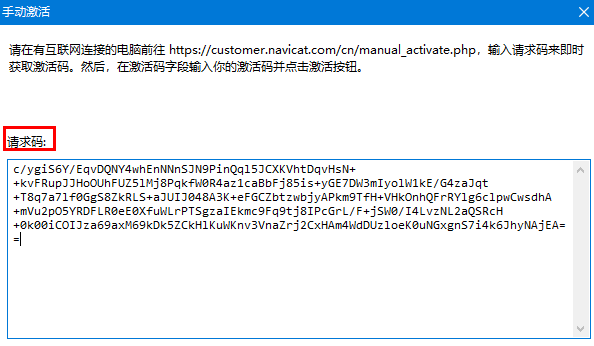 手动激活
请在有互联网连接的电脑前往 https://customer.navicat.com/cn/manual_activate.php，输入请求码来即时
获取激活码。然后，在激活码字段输入你的激活码并点击激活按钮。
请求码:
c/ygiS6Y/EqvDQNY4whEnNNnSJN9PinQql5JCXKVhtDqvHsN+
+kvFRupJJHoOUhFUZ5lMj8PqkfW0R4az1caBbFj85is+yGE7DW3mIyolW1kE/G4zaJqt
+T8q7a7lf0GgS8ZkRLS+aJUIJ048A3K+eFGCZbtzwbjyAPkm9TfH+VHkOnhQFrRYlg6clpwCwsdhA
+mVu2pO5YRDFLR0eE0XfuWLrPTSgzaIEkmc9Fq9tj8IPcGrL/F+jSW0/I4LvzNL2aQSRcH
+0k00iCOIJza69axM69kDk5ZCkHlKuWKnv3VnaZrj2CxHAm4WdDUzloeK0uNGxgnS7i4k6JhyNAjEA=
=